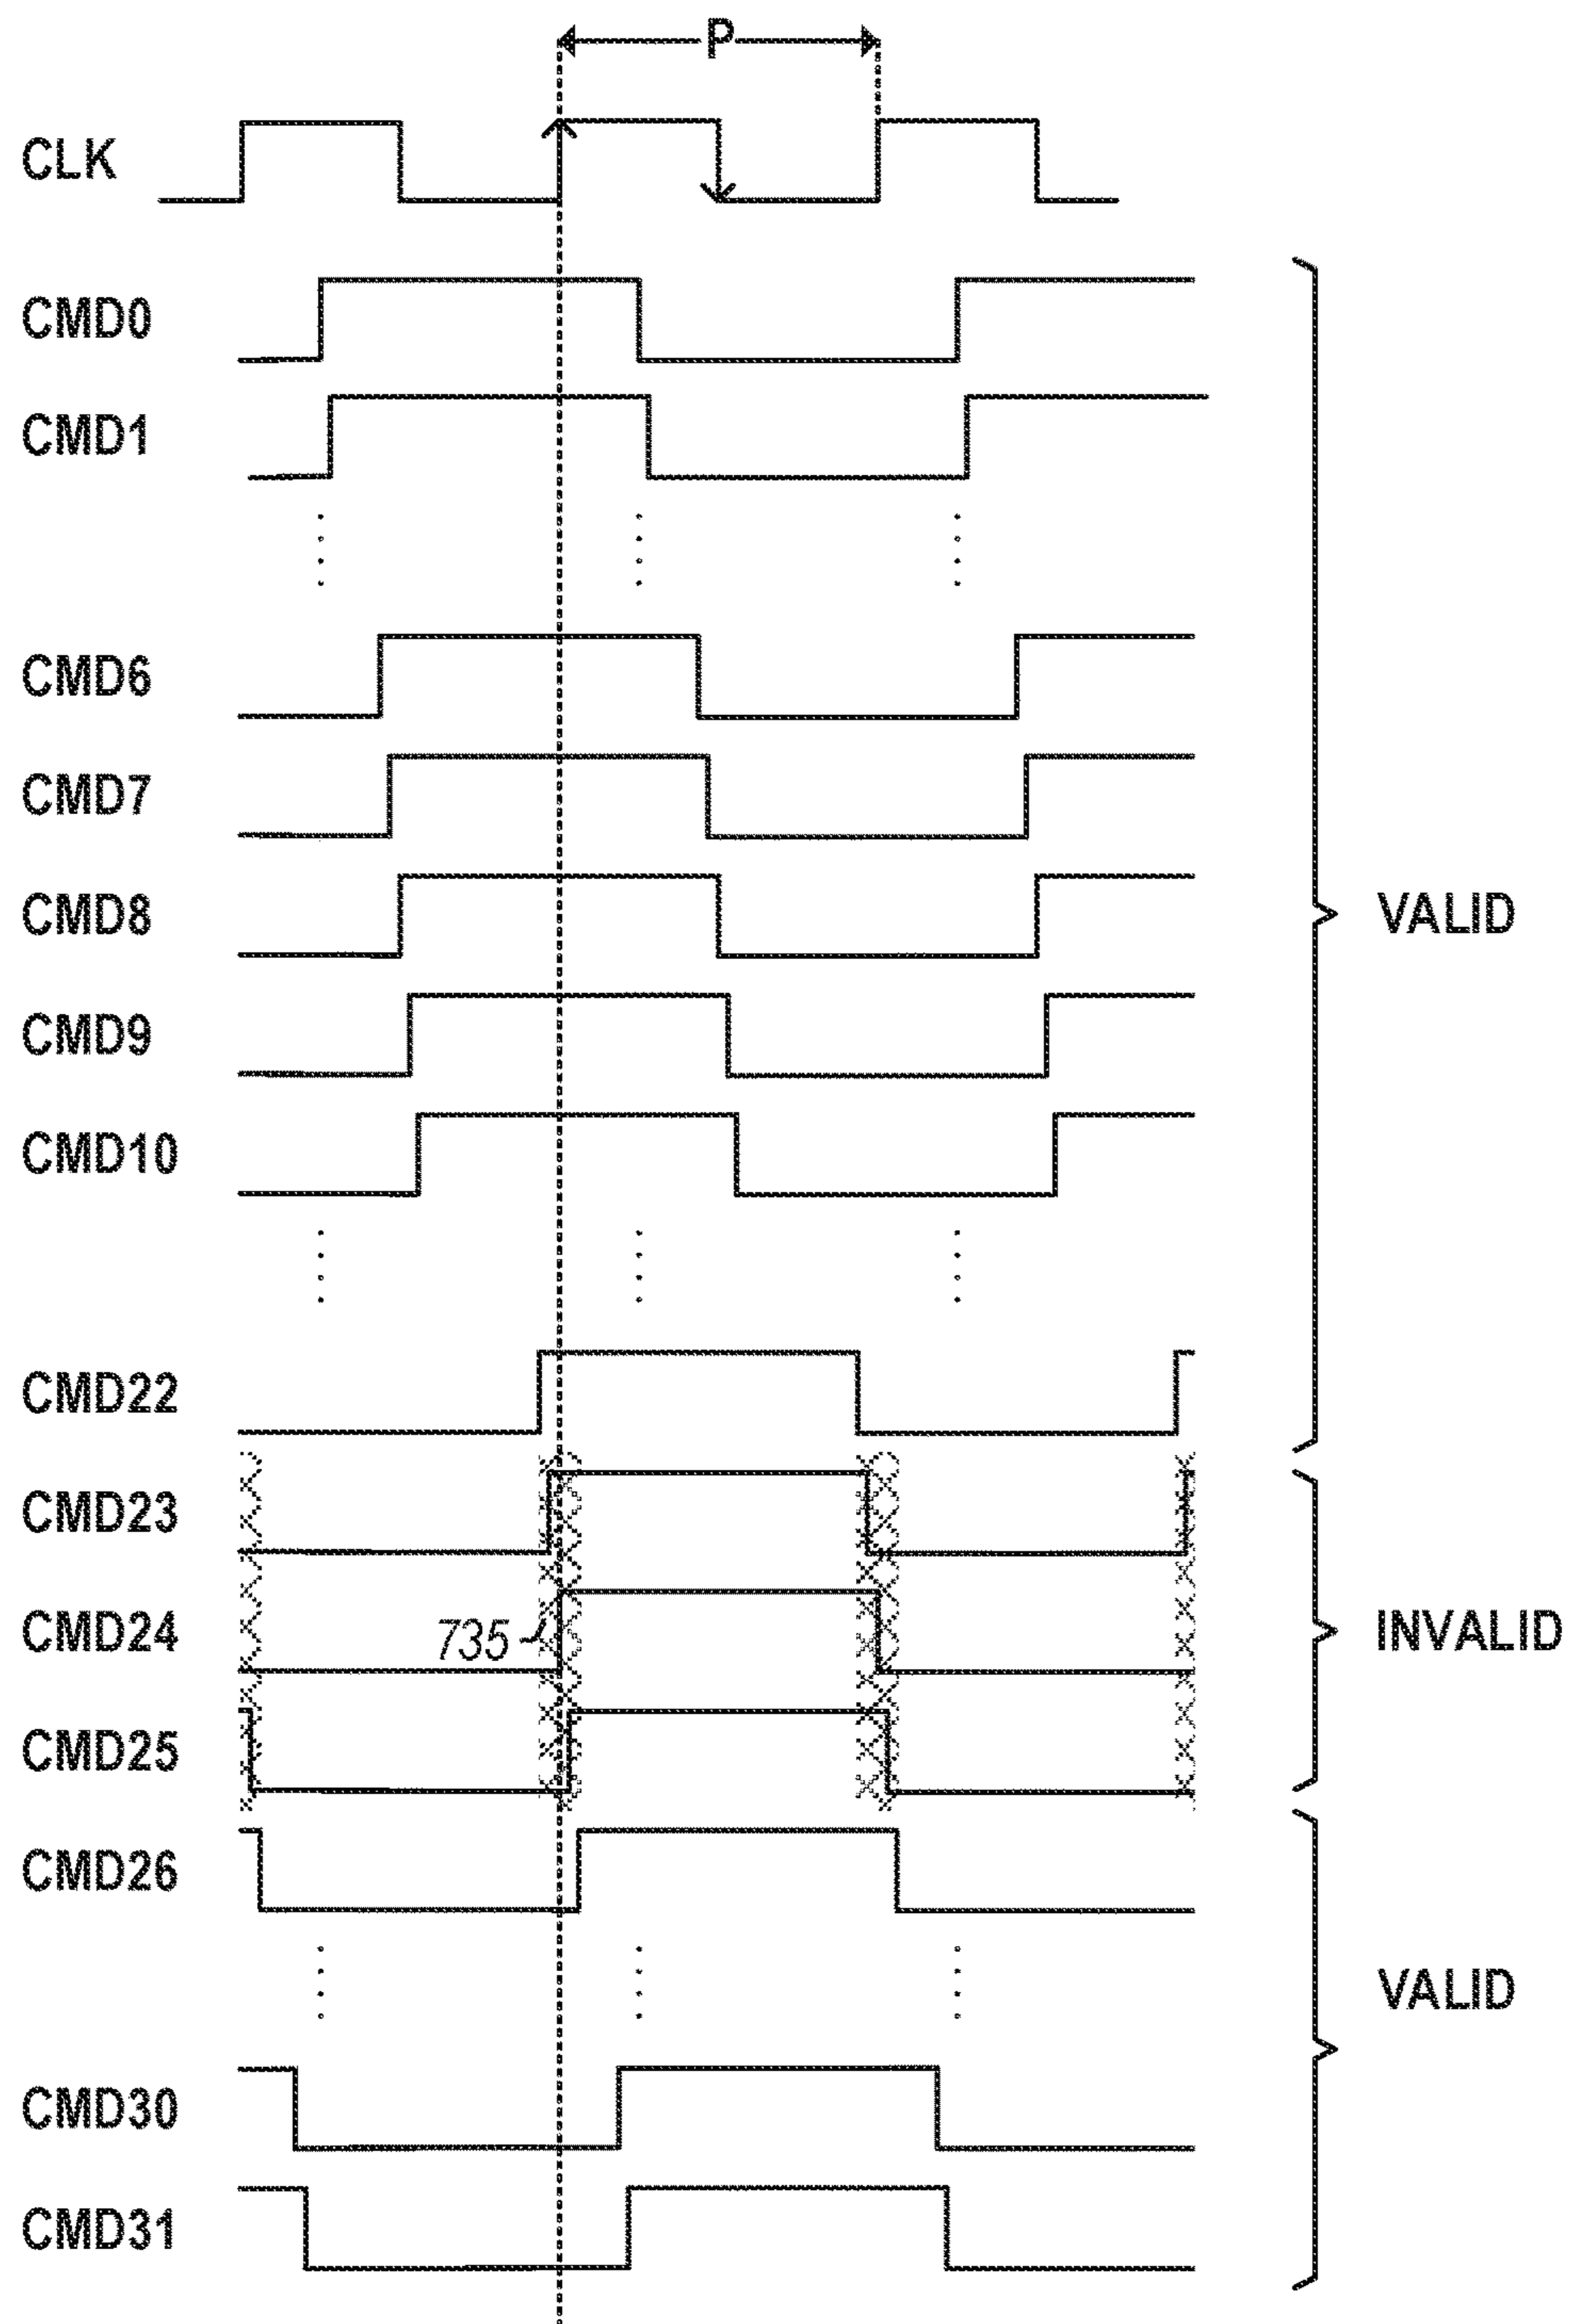 P
CLK
CMD0
CMD1
CMD6
CMD7
CMD8
VALID
CMD9
CMD10
CMD22
CMD23
CMD24
735
INVALID
CMD25
CMD26
VALID
CMD30
CMD31